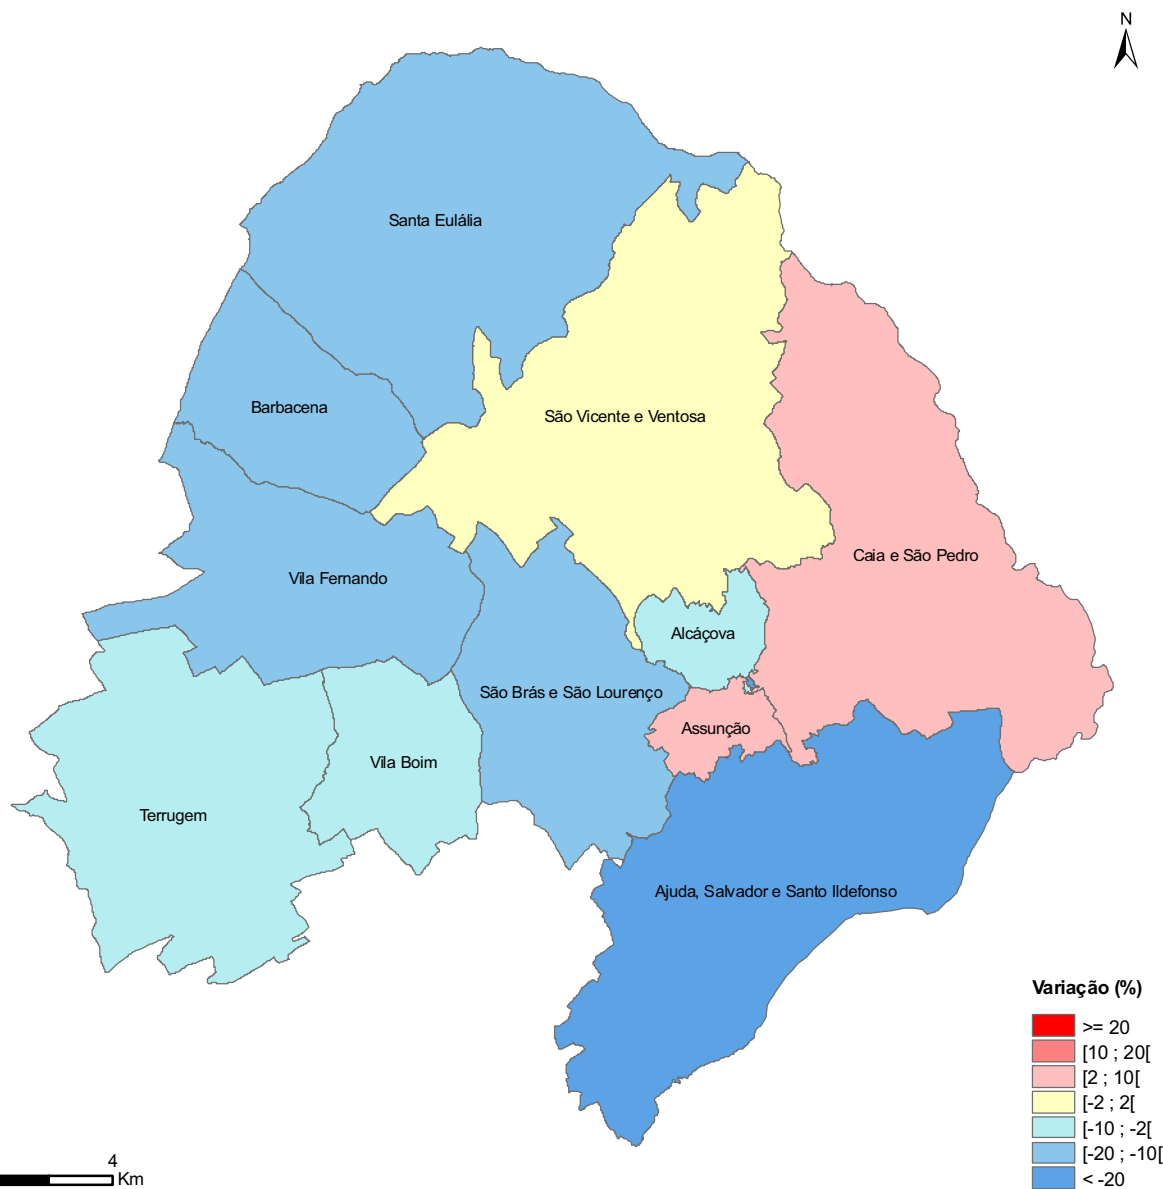 N
Santa Eulália
Barbacena
São Vicente e Ventosa
Caia e São Pedro
Vila Fernando
Alcáçova
São Brás e São Lourenço
Assunção
Vila Boim
Terrugem
Ajuda, Salvador e Santo Ildefonso
Variação (%)
>= 20
[10 ; 20[
[2 ; 10[
[-2 ; 2[
[-10 ; -2[
[-20 ; -10[
< -20
4
Km